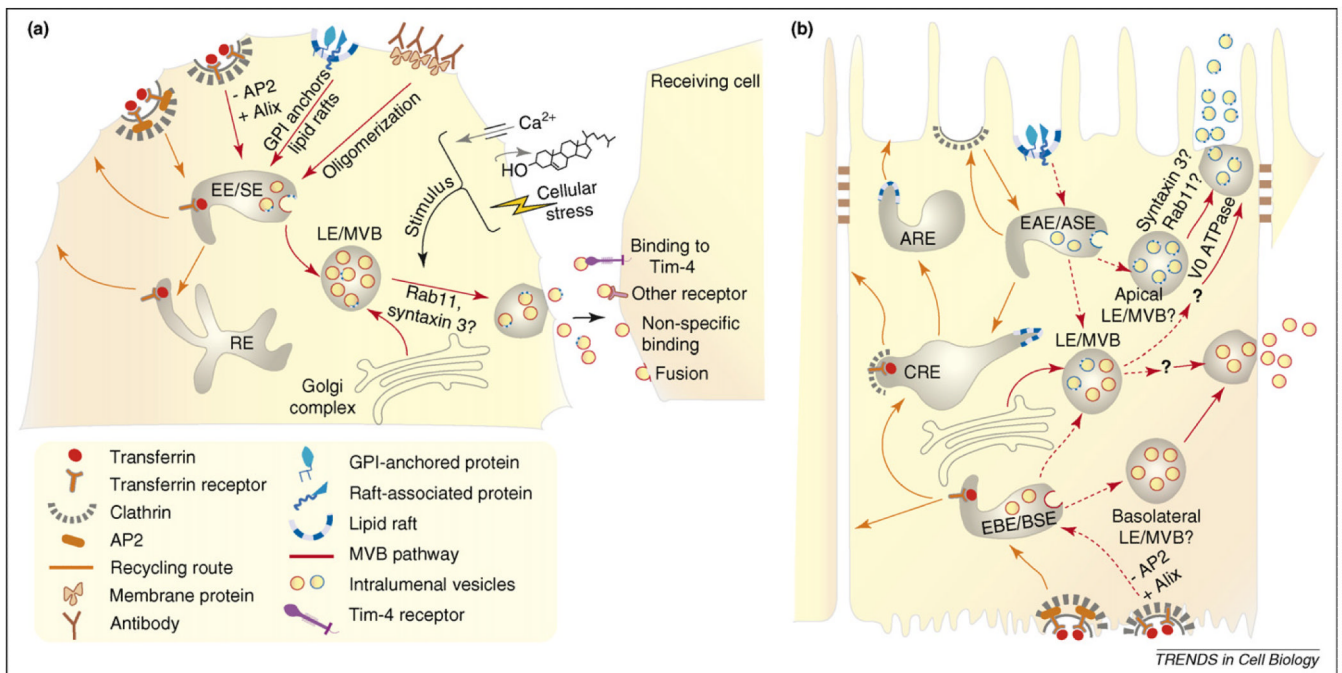 (a)
- AP2
+ Alix
GPI anchors
lipid rafts
Oligomerization
Ca2+
HO
Cellular
stress
Stimulus
EE/SE
LE/MVB
Rab11,
syntaxin 3?
RE
Golgi
complex
Receiving cell
Binding to
Tim-4
Other receptor
Non-specific
binding
Fusion
Transferrin
Transferrin receptor
Clathrin
AP2
Recycling route
Membrane protein
Antibody
GPI-anchored protein
Raft-associated protein
Lipid raft
MVB pathway
Intralumenal vesicles
Tim-4 receptor
(b)
ARE
EAE/ASE
Syntaxin 3?
Rab11?
V0 ATPase
Apical
LE/MVB?
?
LE/MVB
?
CRE
EBE/BSE
Basolateral
LE/MVB?
- AP2
+ Alix
TRENDS in Cell Biology